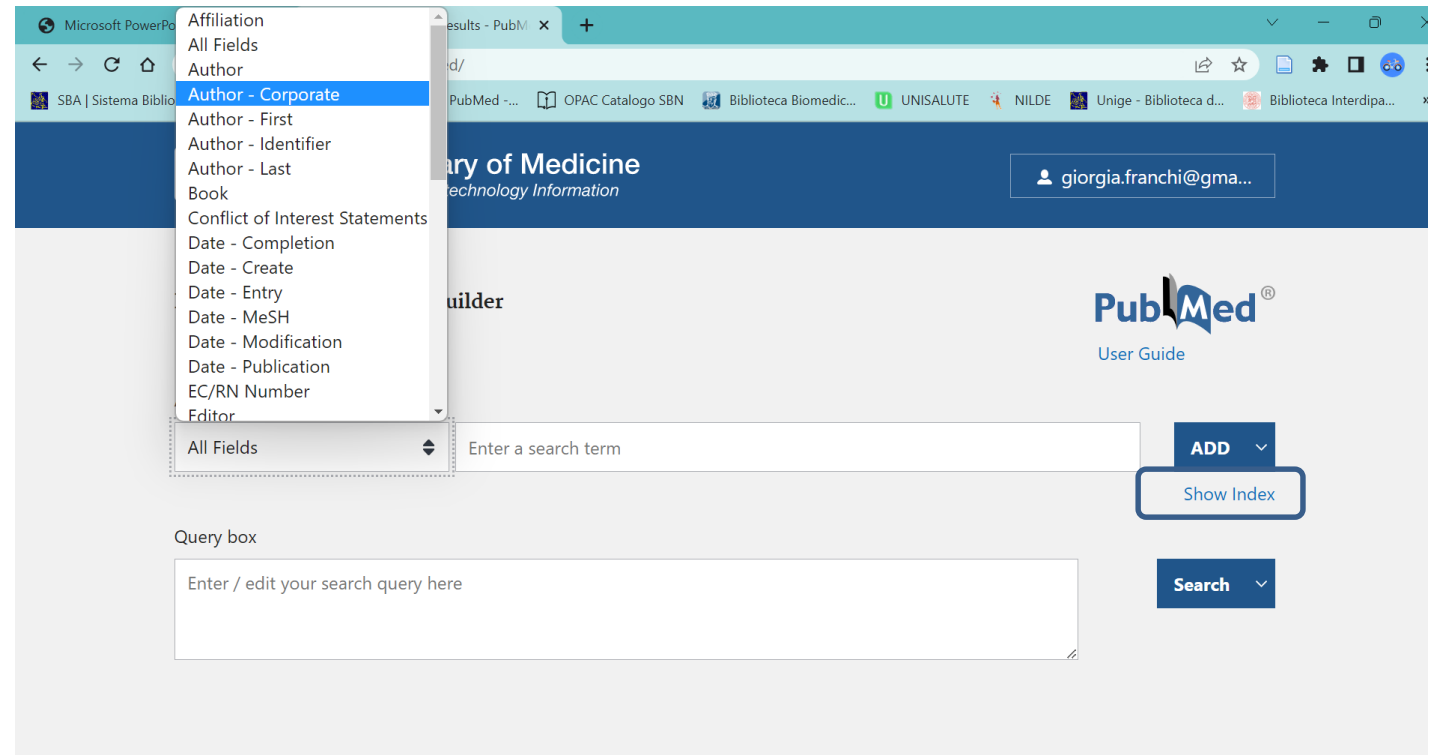 Microsoft PowerPo
esults - PubM
ed/
SBA | Sistema Biblio
PubMed -...
OPAC Catalogo SBN
Biblioteca Biomedic...
UNISALUTE
NILDE
Unige - Biblioteca d...
Biblioteca Interdipa...
Affiliation
All Fields
Author
Author - Corporate
Author - First
Author - Identifier
Author - Last
Book
Conflict of Interest Statements
Date - Completion
Date - Create
Date - Entry
Date - MeSH
Date - Modification
Date - Publication
EC/RN Number
Editor
ary of Medicine
echnology Information
giorgia.franchi@gma...
uilder
PubMed®
User Guide
All Fields
Enter a search term
ADD
Show Index
Query box
Enter / edit your search query here
Search